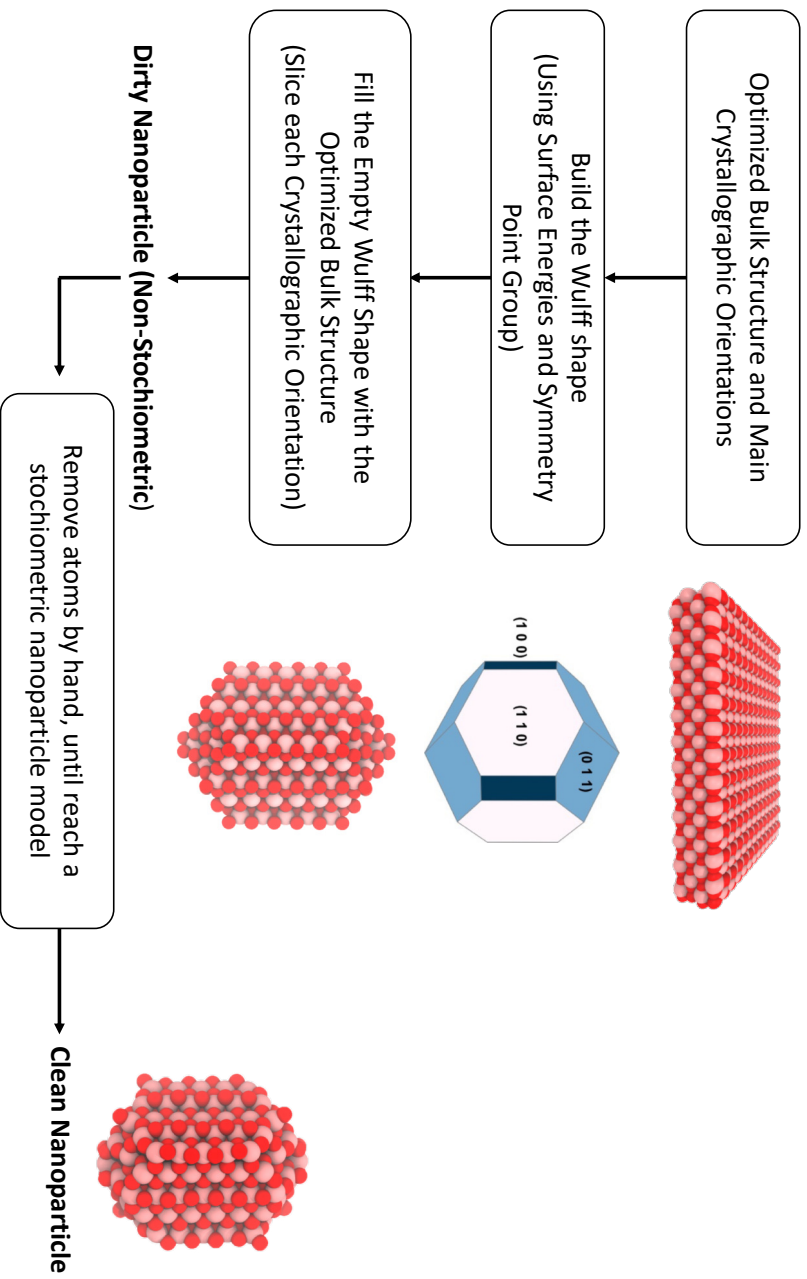 Optimized Bulk Structure and Main
Crystallographic Orientations
Build the Wulff shape
(Using Surface Energies and Symmetry
Point Group)
(1 0 0)
(1 1 0)
(0 1 1)
Fill the Empty Wulff Shape with the
Optimized Bulk Structure
(Slice each Crystallographic Orientation)
Dirty Nanoparticle (Non-Stochiometric)
Remove atoms by hand, until reach a
stochiometric nanoparticle model
Clean Nanoparticle